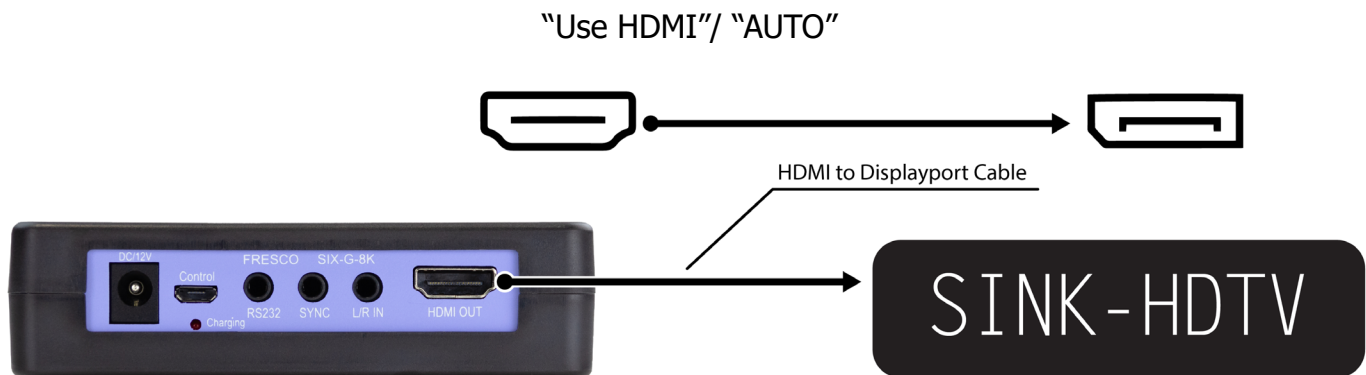 “Use HDMI”/ “AUTO”
HDMI to Displayport Cable
DC/12V
Control
FRESCO SIX-G-8K
RS232 SYNC L/R IN HDMI OUT
Charging
SINK-HDTV